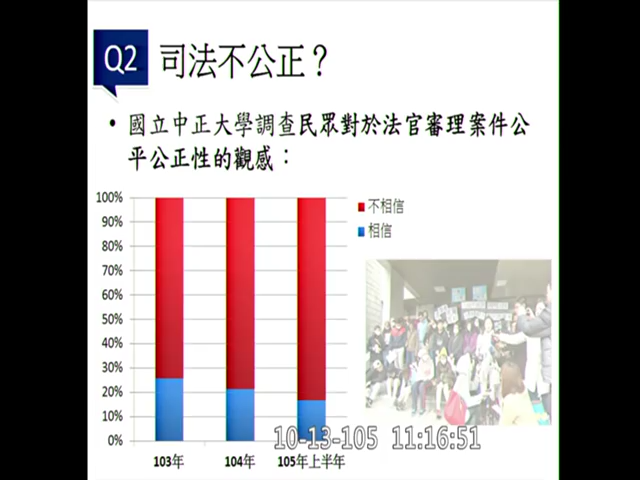 Q2 司法不公正？
• 國立中正大學調查民眾對於法官審理案件公
平公正性的觀感：
100%
90%
80%
70%
60%
50%
40%
30%
20%
10%
0%
103年 104年 105年上半年
不相信
相信
10-13-105 11:16:51